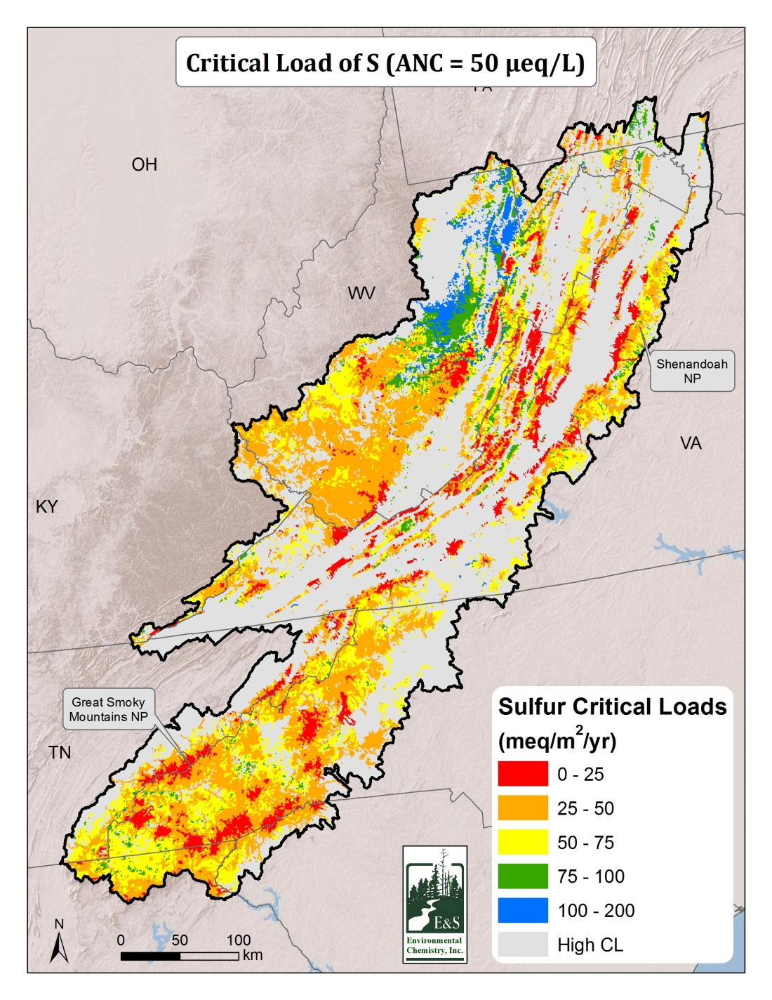 Critical Load of S (ANC = 50 µeq/L)
PA
OH
WV
Shenandoah
NP
VA
KY
Great Smoky
Mountains NP
TN
Sulfur Critical Loads
(meq/m²/yr)
0 - 25
25 - 50
50 - 75
75 - 100
100 - 200
High CL
E&S
Environmental
Chemistry, Inc.
N
0 50 100
km